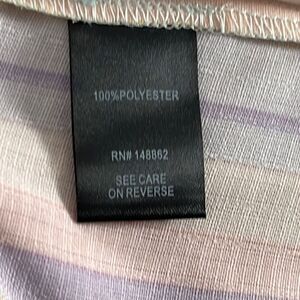 100%POLYESTER
RN# 148862
SEE CARE
ON REVERSE